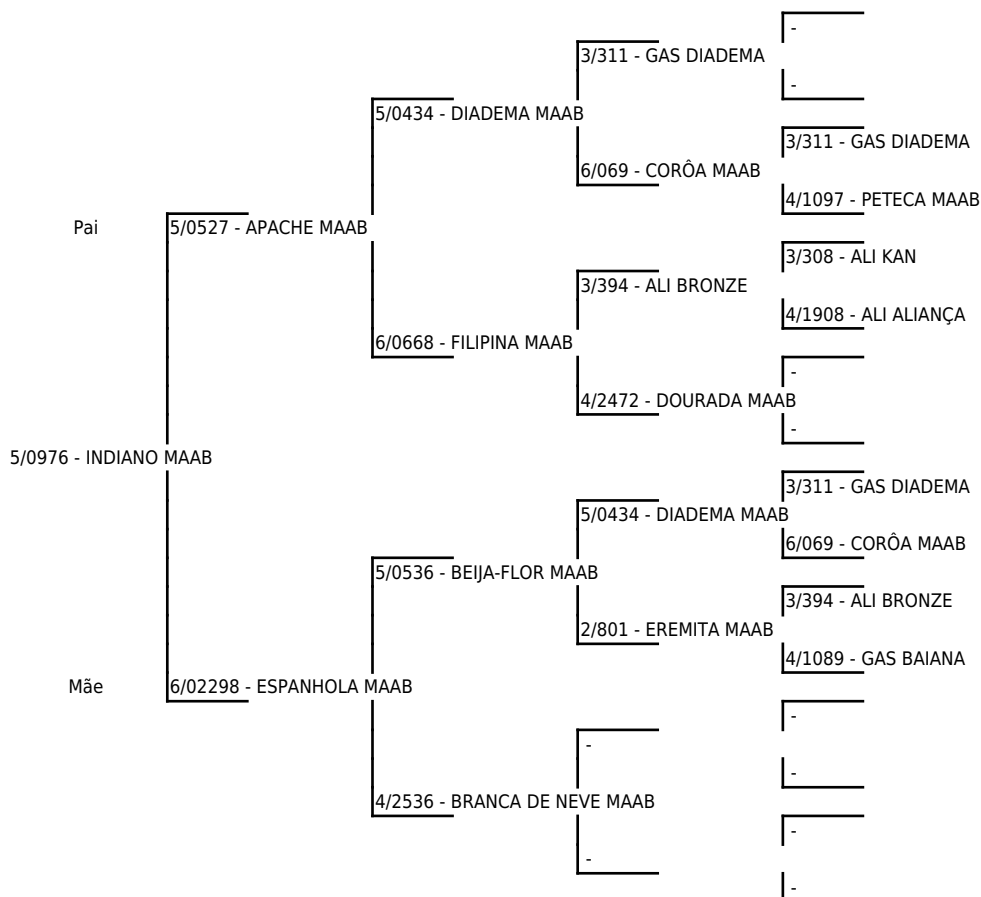 -
3/311 - GAS DIADEMA
-
5/0434 - DIADEMA MAAB
3/311 - GAS DIADEMA
6/069 - CORÔA MAAB
4/1097 - PETECA MAAB
Pai
5/0527 - APACHE MAAB
3/308 - ALI KAN
3/394 - ALI BRONZE
4/1908 - ALI ALIANÇA
6/0668 - FILIPINA MAAB
-
4/2472 - DOURADA MAAB
-
5/0976 - INDIANO MAAB
3/311 - GAS DIADEMA
5/0434 - DIADEMA MAAB
6/069 - CORÔA MAAB
5/0536 - BEIJA-FLOR MAAB
3/394 - ALI BRONZE
2/801 - EREMITA MAAB
4/1089 - GAS BAIANA
Mãe
6/02298 - ESPANHOLA MAAB
-
-
-
4/2536 - BRANCA DE NEVE MAAB
-
-
-